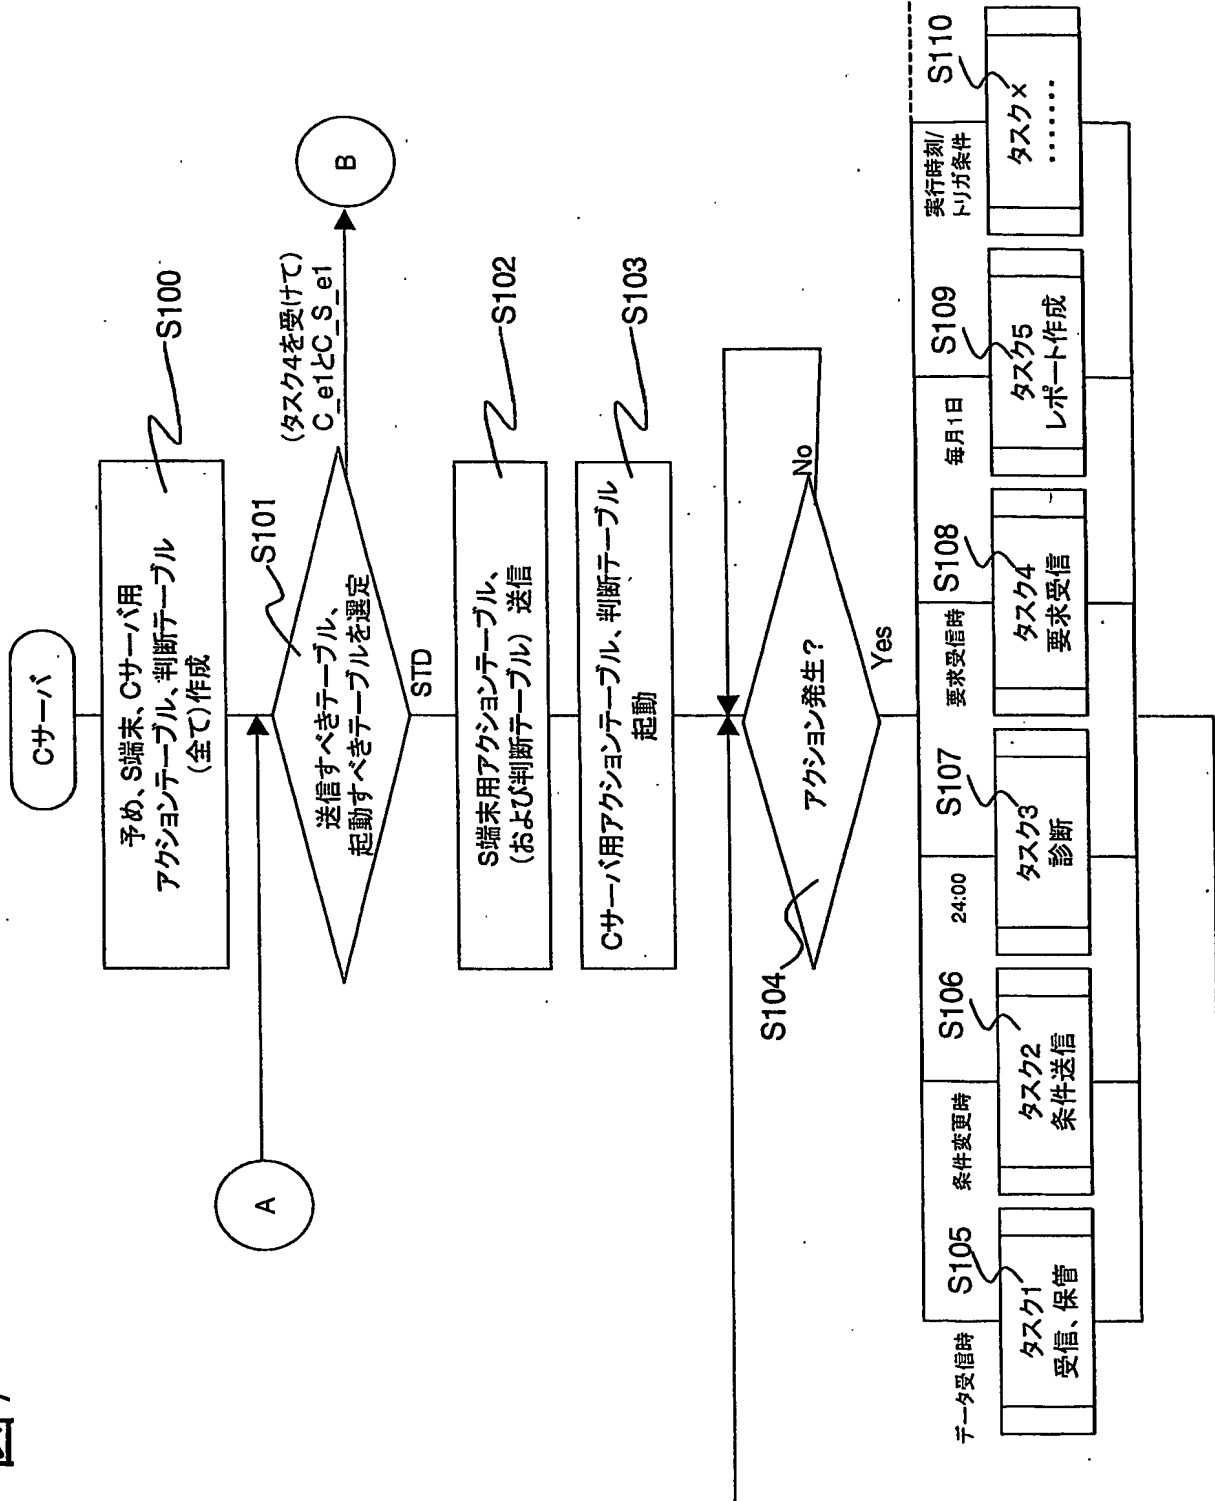 Cサーバ
予め、S端末、Cサーバ用
アクションテーブル、判断テーブル
(全て)作成
S100
A
送信すべきテーブル、
起動すべきテーブルを選定
S101
(タスク4を受けて)
C_e1とC_S_e1
B
STD
S端末用アクションテーブル、
(および判断テーブル) 送信
S102
Cサーバ用アクションテーブル、判断テーブル
起動
S103
アクション発生?
S104
No
Yes
データ受信時
S105
タスク1
受信、保管
条件変更時
S106
タスク2
条件送信
24:00
S107
タスク3
診断
要求受信時
S108
タスク4
要求受信
毎月1日
S109
タスク5
レポート作成
実行時刻/
トリガ条件
S110
タスク×
········